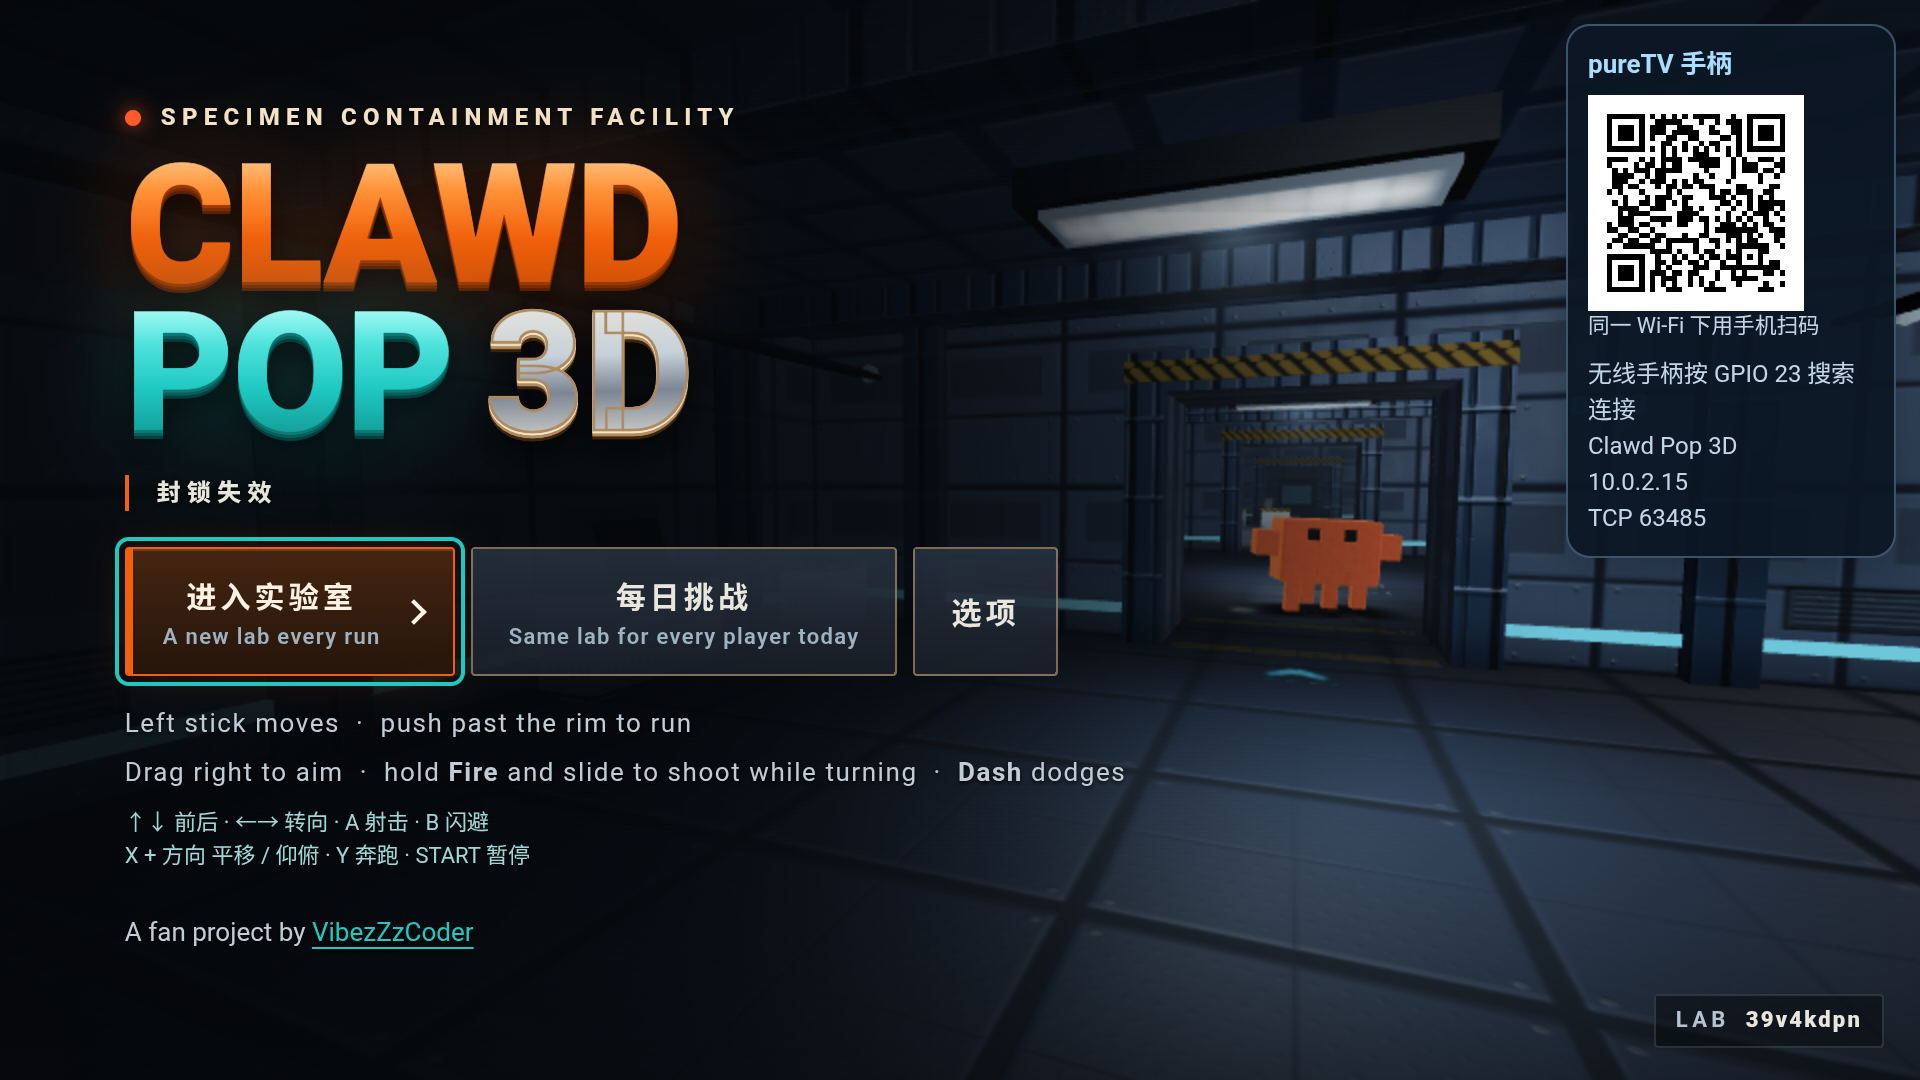 SPECIMEN CONTAINMENT FACILITY
CLAWD
POP 3D
封锁失效
进入实验室
A new lab every run
每日挑战
Same lab for every player today
选项
Left stick moves · push past the rim to run
Drag right to aim · hold Fire and slide to shoot while turning · Dash dodges
↑↓ 前后 · ←→ 转向 · A 射击 · B 闪避
X + 方向 平移 / 仰俯 · Y 奔跑 · START 暂停
A fan project by VibezZzCoder
pureTV 手柄
同一 Wi-Fi 下用手机扫码
无线手柄按 GPIO 23 搜索
连接
Clawd Pop 3D
10.0.2.15
TCP 63485
LAB 39v4kdpn